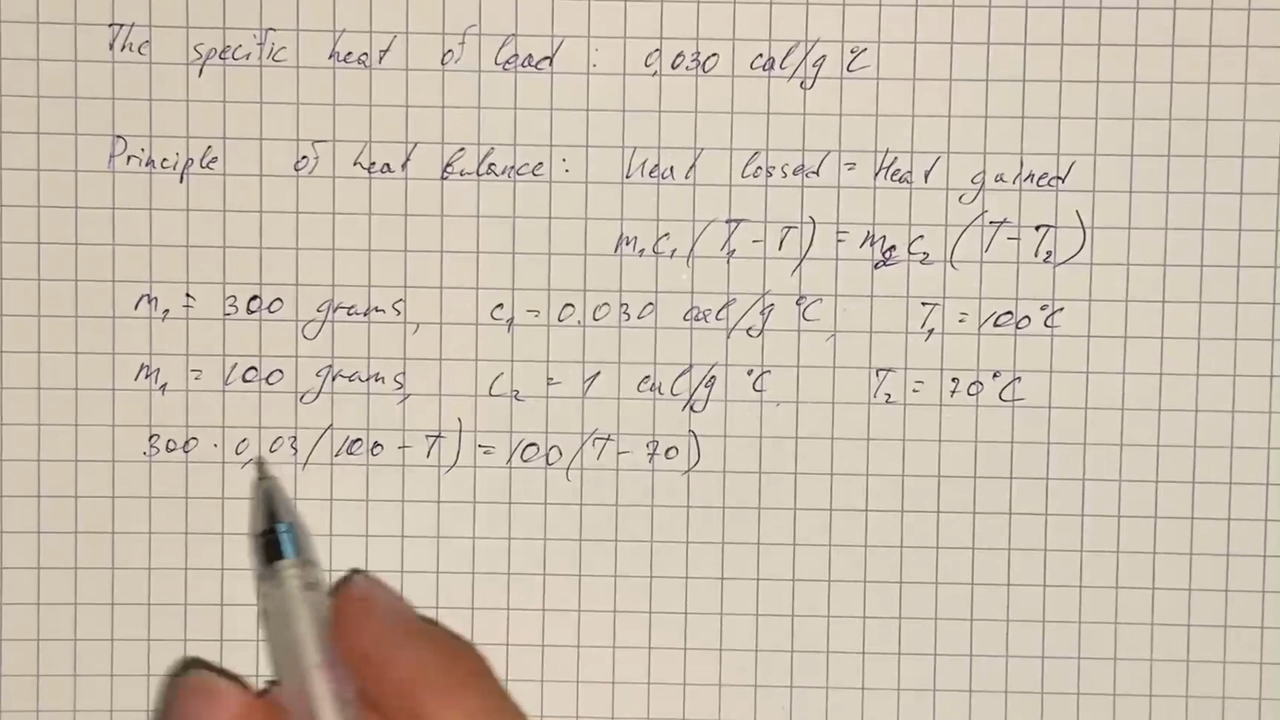 The specific heat of lead : 0,030 cal/g °C
Principle of heat balance: Heat lossed = Heat gained
m₁c₁(T₁-T)=m₂c₂(T-T₂)
m₁ = 300 grams, c₁=0.030 cal/g °C, T₁=100°C
m₁ = 100 grams, c₂ = 1 cal/g °C, T₂ = 70°C
300·0,03(100-T)=100(T-70)